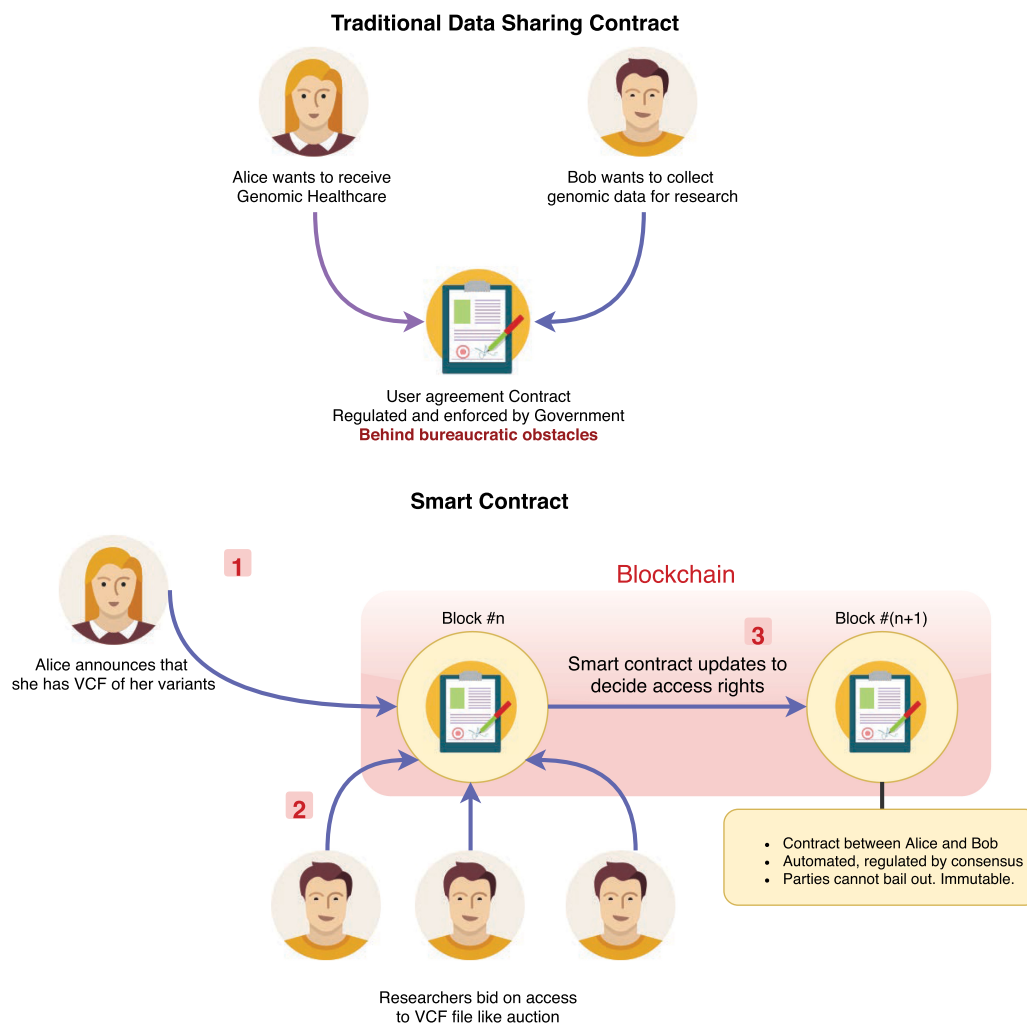 Traditional Data Sharing Contract
Alice wants to receive
Genomic Healthcare
Bob wants to collect
genomic data for research
User agreement Contract
Regulated and enforced by Government
Behind bureaucratic obstacles
Smart Contract
1
Alice announces that
she has VCF of her variants
Blockchain
Block #n
3
Smart contract updates to
decide access rights
Block #(n+1)
2
• Contract between Alice and Bob
• Automated, regulated by consensus
• Parties cannot bail out. Immutable.
Researchers bid on access
to VCF file like auction